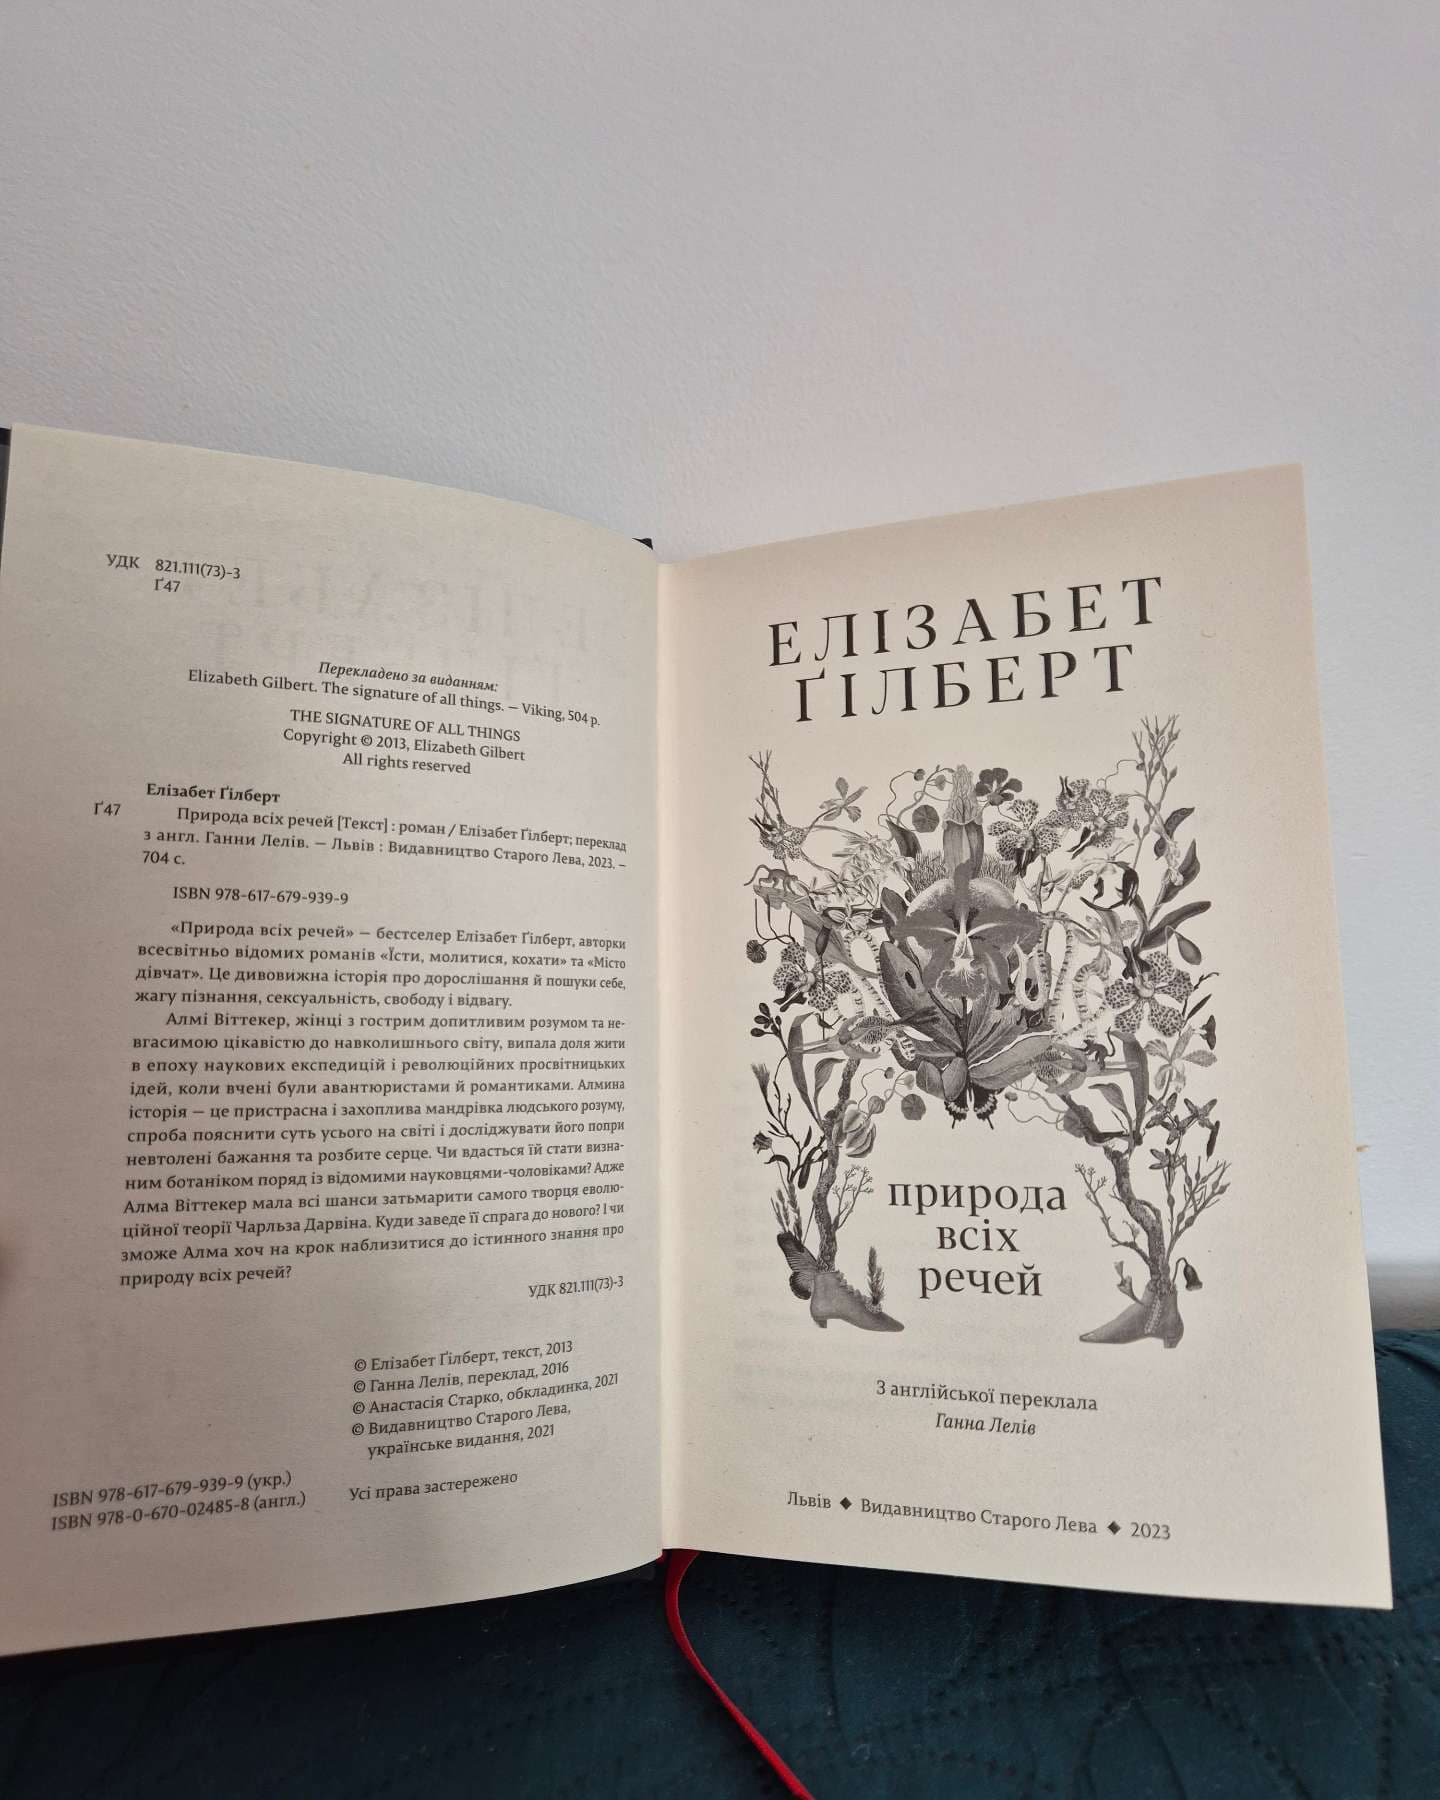 УДК 821.111(73)-3
Ґ47
Перекладено за виданням:
Elizabeth Gilbert. The signature of all things. — Viking, 504 p.
THE SIGNATURE OF ALL THINGS
Copyright © 2013, Elizabeth Gilbert
All rights reserved
Елізабет Ґілберт
Ґ47 Природа всіх речей [Текст] : роман / Елізабет Ґілберт; переклад
з англ. Ганни Лелів. — Львів : Видавництво Старого Лева, 2023. —
704 с.
ISBN 978-617-679-939-9
«Природа всіх речей» — бестселер Елізабет Ґілберт, авторки
всесвітньо відомих романів «Їсти, молитися, кохати» та «Місто
дівчат». Це дивовижна історія про дорослішання й пошуки себе,
жагу пізнання, сексуальність, свободу і відвагу.
Алмі Віттекер, жінці з гострим допитливим розумом та не-
вгасимою цікавістю до навколишнього світу, випала доля жити
в епоху наукових експедицій і революційних просвітницьких
ідей, коли вчені були авантюристами й романтиками. Алмина
історія — це пристрасна і захоплива мандрівка людського розуму,
спроба пояснити суть усього на світі і досліджувати його попри
невтолені бажання та розбите серце. Чи вдасться їй стати визна-
ним ботаніком поряд із відомими науковцями-чоловіками? Адже
Алма Віттекер мала всі шанси затьмарити самого творця еволю-
ційної теорії Чарльза Дарвіна. Куди заведе її спрага до нового? І чи
зможе Алма хоч на крок наблизитися до істинного знання про
природу всіх речей?
УДК 821.111(73)-3
© Елізабет Ґілберт, текст, 2013
© Ганна Лелів, переклад, 2016
© Анастасія Старко, обкладинка, 2021
© Видавництво Старого Лева,
українське видання, 2021
ISBN 978-617-679-939-9 (укр.)
ISBN 978-0-670-02485-8 (англ.)
Усі права застережено
ЕЛІЗАБЕТ
ҐІЛБЕРТ
природа
всіх
речей
З англійської переклала
Ганна Лелів
Львів ◆ Видавництво Старого Лева ◆ 2023